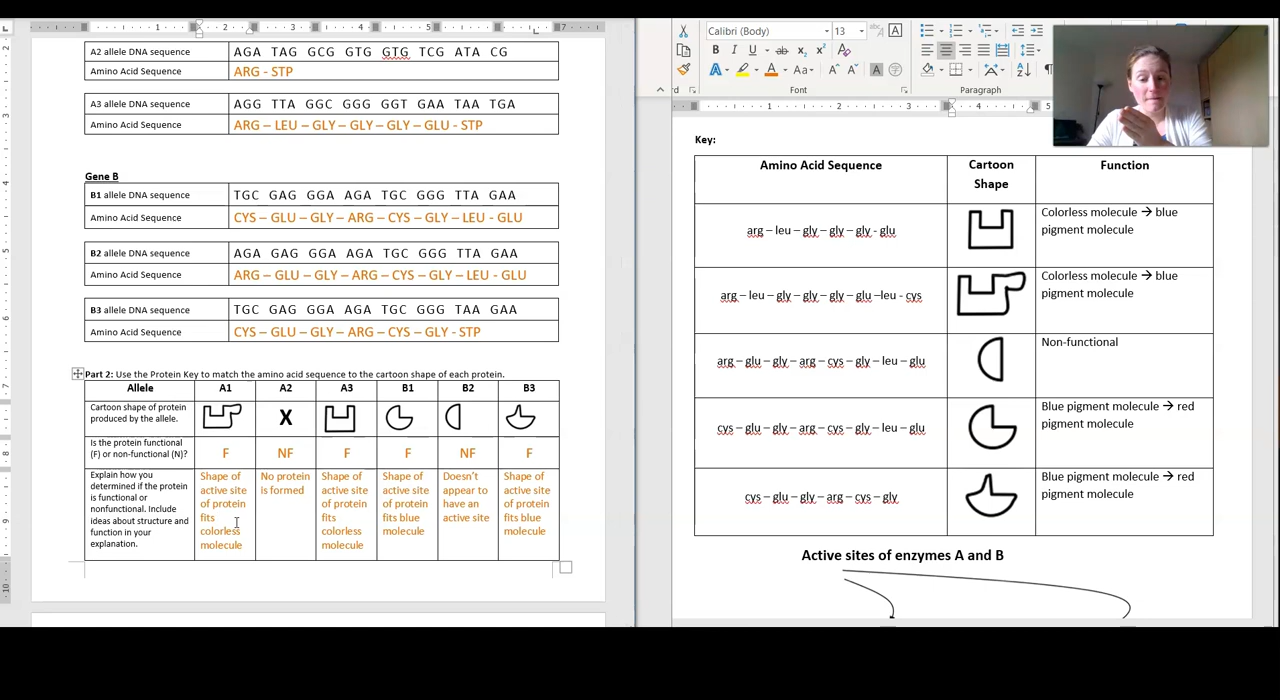 A2 allele DNA sequence AGA TAG GCG GTG GTG TCG ATA CG
Amino Acid Sequence ARG - STP
A3 allele DNA sequence AGG TTA GGC GGG GGT GAA TAA TGA
Amino Acid Sequence ARG – LEU – GLY – GLY – GLY – GLU - STP
Gene B
B1 allele DNA sequence TGC GAG GGA AGA TGC GGG TTA GAA
Amino Acid Sequence CYS – GLU – GLY – ARG – CYS – GLY – LEU - GLU
B2 allele DNA sequence AGA GAG GGA AGA TGC GGG TTA GAA
Amino Acid Sequence ARG – GLU – GLY – ARG – CYS – GLY – LEU - GLU
B3 allele DNA sequence TGC GAG GGA AGA TGC GGG TAA GAA
Amino Acid Sequence CYS – GLU – GLY – ARG – CYS – GLY - STP
Part 2: Use the Protein Key to match the amino acid sequence to the cartoon shape of each protein.
Allele A1 A2 A3 B1 B2 B3
Cartoon shape of protein
produced by the allele.
X
Is the protein functional
(F) or non-functional (N)?
F NF F F NF F
Explain how you
determined if the protein
is functional or
nonfunctional. Include
ideas about structure and
function in your
explanation.
Shape of
active site
of protein
fits
colorless
molecule
No protein
is formed
Shape of
active site
of protein
fits
colorless
molecule
Shape of
active site
of protein
fits blue
molecule
Doesn't
appear to
have an
active site
Shape of
active site
of protein
fits blue
molecule
Calibri (Body) 13
B I U ab x₂ x²
A A Aa A A A
Font Paragraph
Key:
Amino Acid Sequence Cartoon
Shape
Function
arg – leu – gly – gly – gly - glu
Colorless molecule → blue
pigment molecule
arg – leu – gly – gly – gly – glu –leu - cys
Colorless molecule → blue
pigment molecule
arg – glu – gly – arg – cys – gly – leu – glu
Non-functional
cys – glu – gly – arg – cys – gly – leu – glu
Blue pigment molecule → red
pigment molecule
cys – glu – gly – arg – cys – gly
Blue pigment molecule → red
pigment molecule
Active sites of enzymes A and B